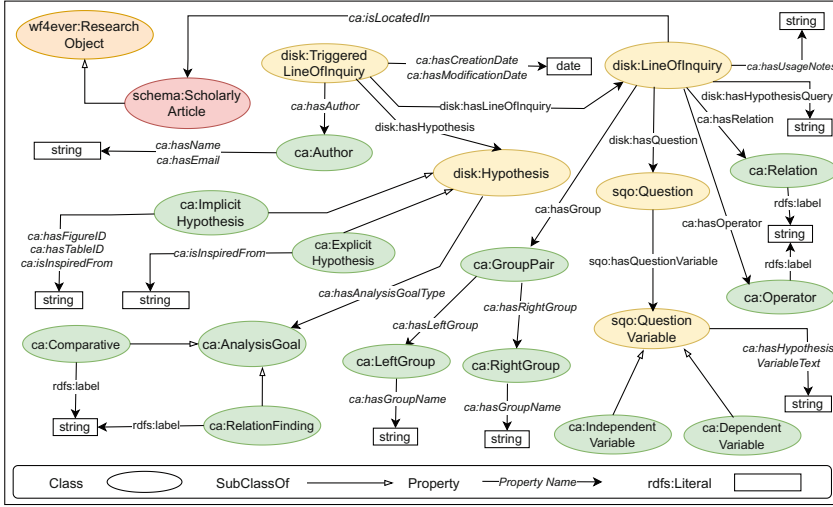 wf4ever:Research
Object
ca:isLocatedIn
string
disk:Triggered
LineOfInquiry
ca:hasCreationDate
ca:hasModificationDate
date
disk:LineOfInquiry
ca:hasUsageNotes
schema:Scholarly
Article
ca:hasAuthor
disk:hasLineOfInquiry
disk:hasHypothesisQuery
string
disk:hasHypothesis
ca:hasRelation
string
ca:hasName
ca:hasEmail
ca:Author
disk:hasQuestion
disk:Hypothesis
ca:Relation
ca:Implicit
Hypothesis
sqo:Question
rdfs:label
ca:hasGroup
ca:hasOperator
string
ca:hasFigureID
ca:hasTableID
ca:isInspiredFrom
ca:isInspiredFrom
ca:Explicit
Hypothesis
ca:GroupPair
sqo:hasQuestionVariable
rdfs:label
ca:hasAnalysisGoalType
ca:Operator
string
string
ca:hasRightGroup
ca:hasLeftGroup
sqo:Question
Variable
ca:Comparative
ca:AnalysisGoal
ca:LeftGroup
ca:RightGroup
ca:hasHypothesis
VariableText
rdfs:label
ca:hasGroupName
ca:hasGroupName
string
string
rdfs:label
ca:RelationFinding
string
string
ca:Independent
Variable
ca:Dependent
Variable
Class
SubClassOf
Property
Property Name
rdfs:Literal